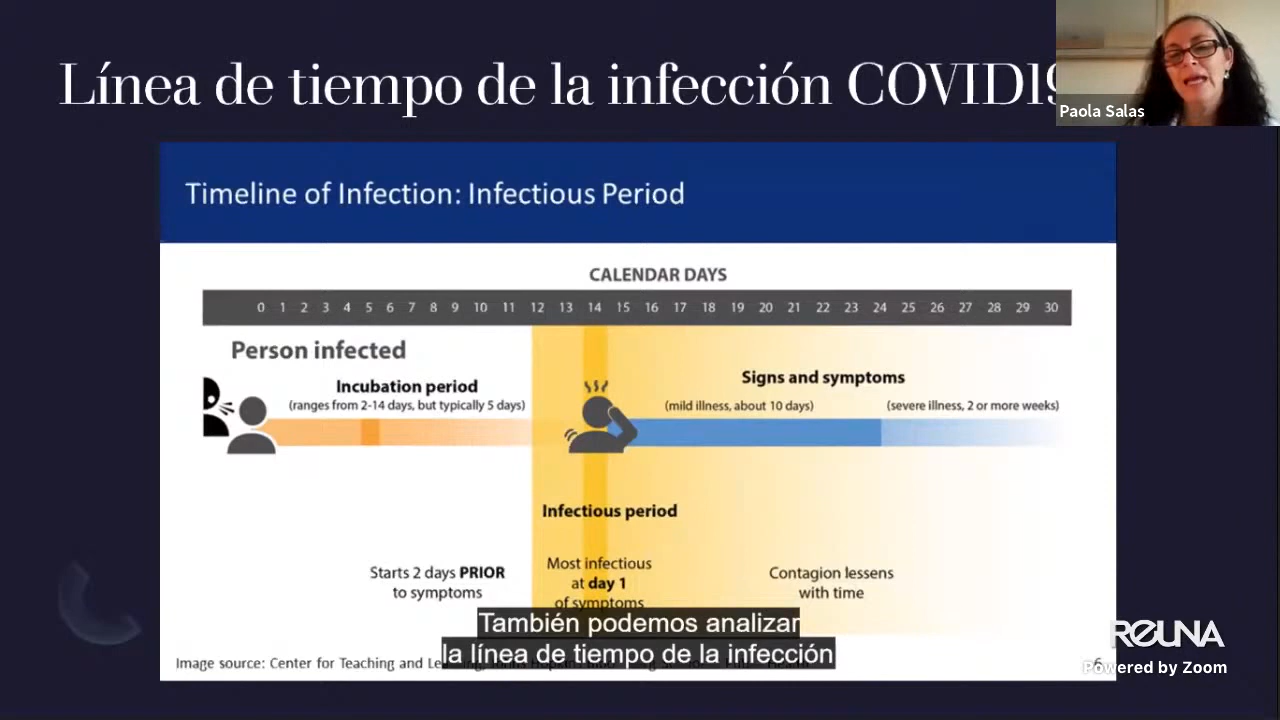 Línea de tiempo de la infección COVID19
Paola Salas
Timeline of Infection: Infectious Period
CALENDAR DAYS
0 1 2 3 4 5 6 7 8 9 10 11 12 13 14 15 16 17 18 19 20 21 22 23 24 25 26 27 28 29 30
Person infected
Incubation period
(ranges from 2-14 days, but typically 5 days)
Signs and symptoms
(mild illness, about 10 days)
(severe illness, 2 or more weeks)
Infectious period
Starts 2 days PRIOR
to symptoms
Most infectious
at day 1
of symptoms
Contagion lessens
with time
También podemos analizar
la línea de tiempo de la infección
Image source: Center for Teaching and
6
REUNA
Powered by Zoom